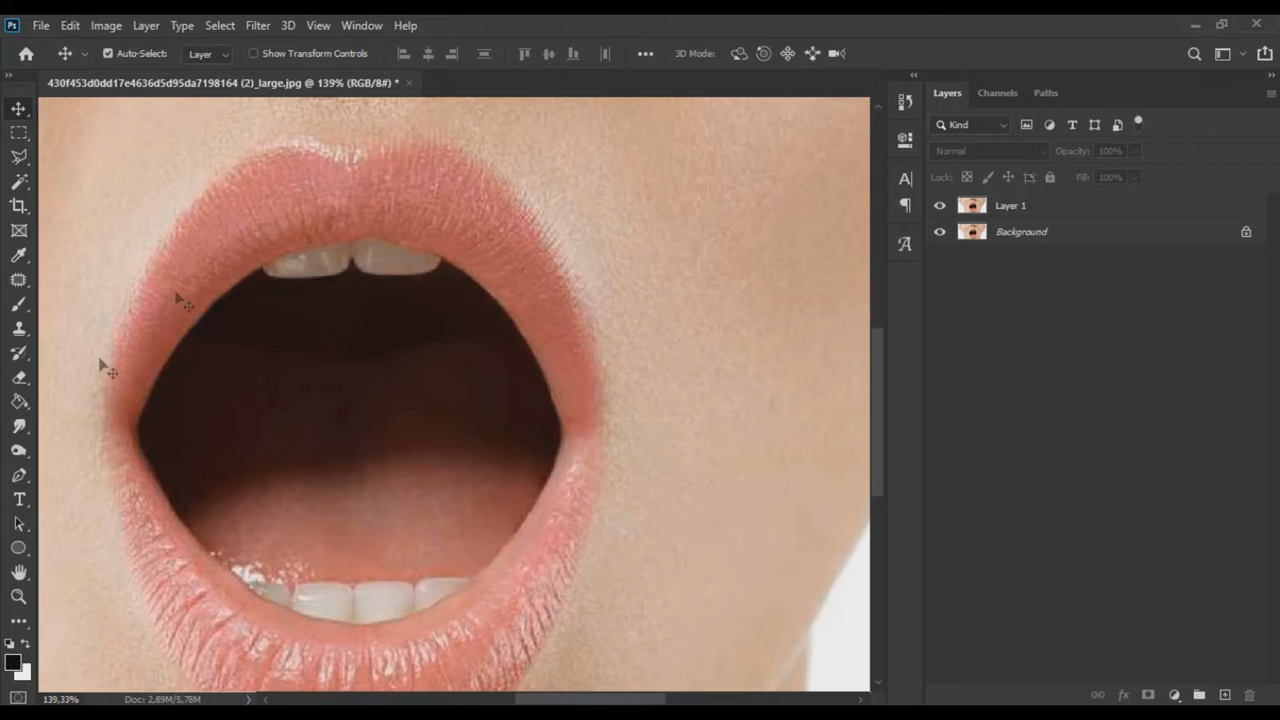 Ps File Edit Image Layer Type Select Filter 3D View Window Help
Auto-Select: Layer Show Transform Controls 3D Mode:
430f453d0dd17e4636d5d95da7198164 (2)_large.jpg @ 139% (RGB/8#) *
Layers Channels Paths
Kind
Normal Opacity: 100%
Lock: Fill: 100%
Layer 1
Background
139,33% Doc: 2,89M/5,78M